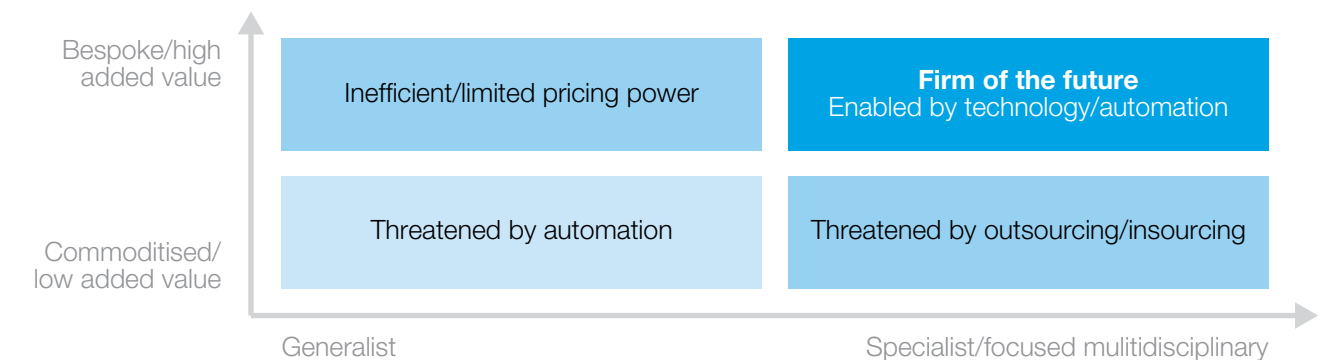 Bespoke/high
added value
Inefficient/limited pricing power
Firm of the future
Enabled by technology/automation
Commoditised/
low added value
Threatened by automation
Threatened by outsourcing/insourcing
Generalist
Specialist/focused mulitidisciplinary